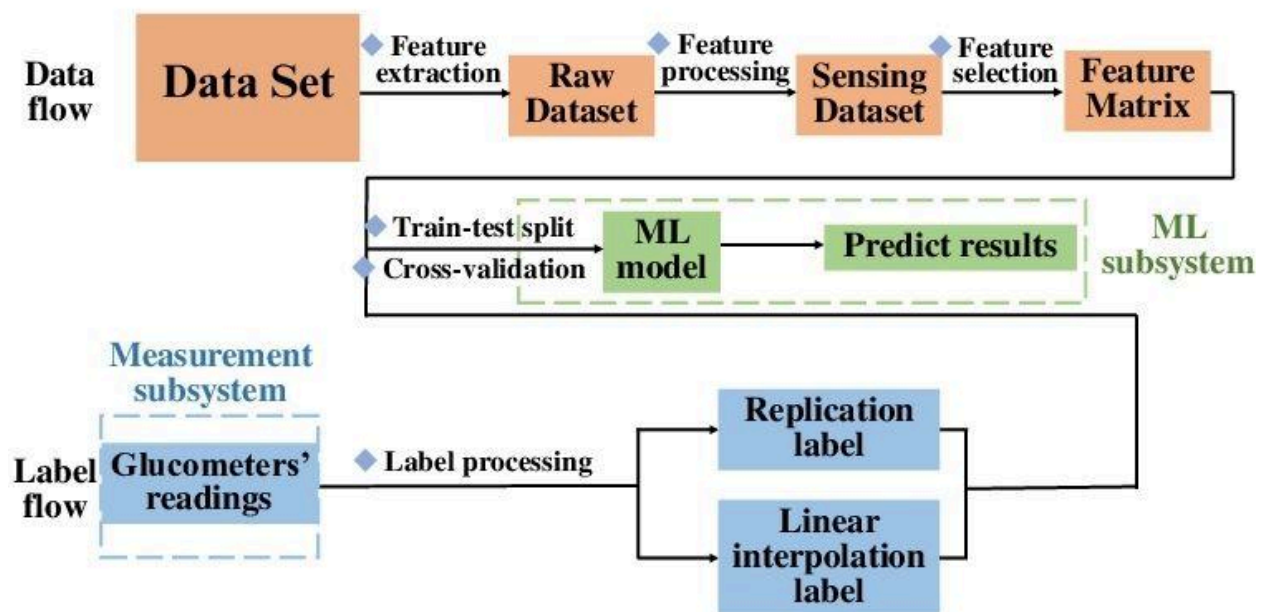 Data
flow
Data Set
Feature
extraction
Raw
Dataset
Feature
processing
Sensing
Dataset
Feature
selection
Feature
Matrix
Train-test split
Cross-validation
ML
model
Predict results
ML
subsystem
Measurement
subsystem
Label
flow
Glucometers’
readings
Label processing
Replication
label
Linear
interpolation
label